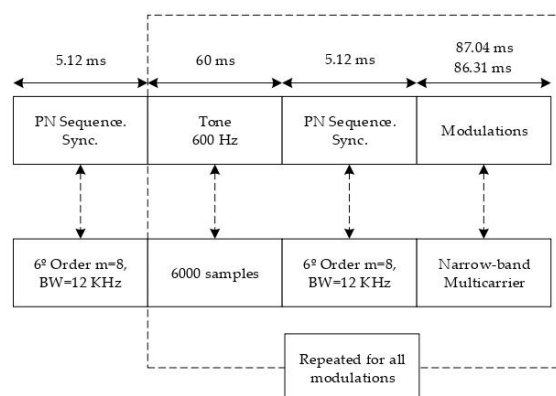 5.12 ms
60 ms
5.12 ms
87.04 ms
86.31 ms
PN Sequence.
Sync.
Tone
600 Hz
PN Sequence.
Sync.
Modulations
6º Order m=8,
BW=12 KHz
6000 samples
6º Order m=8,
BW=12 KHz
Narrow-band
Multicarrier
Repeated for all
modulations